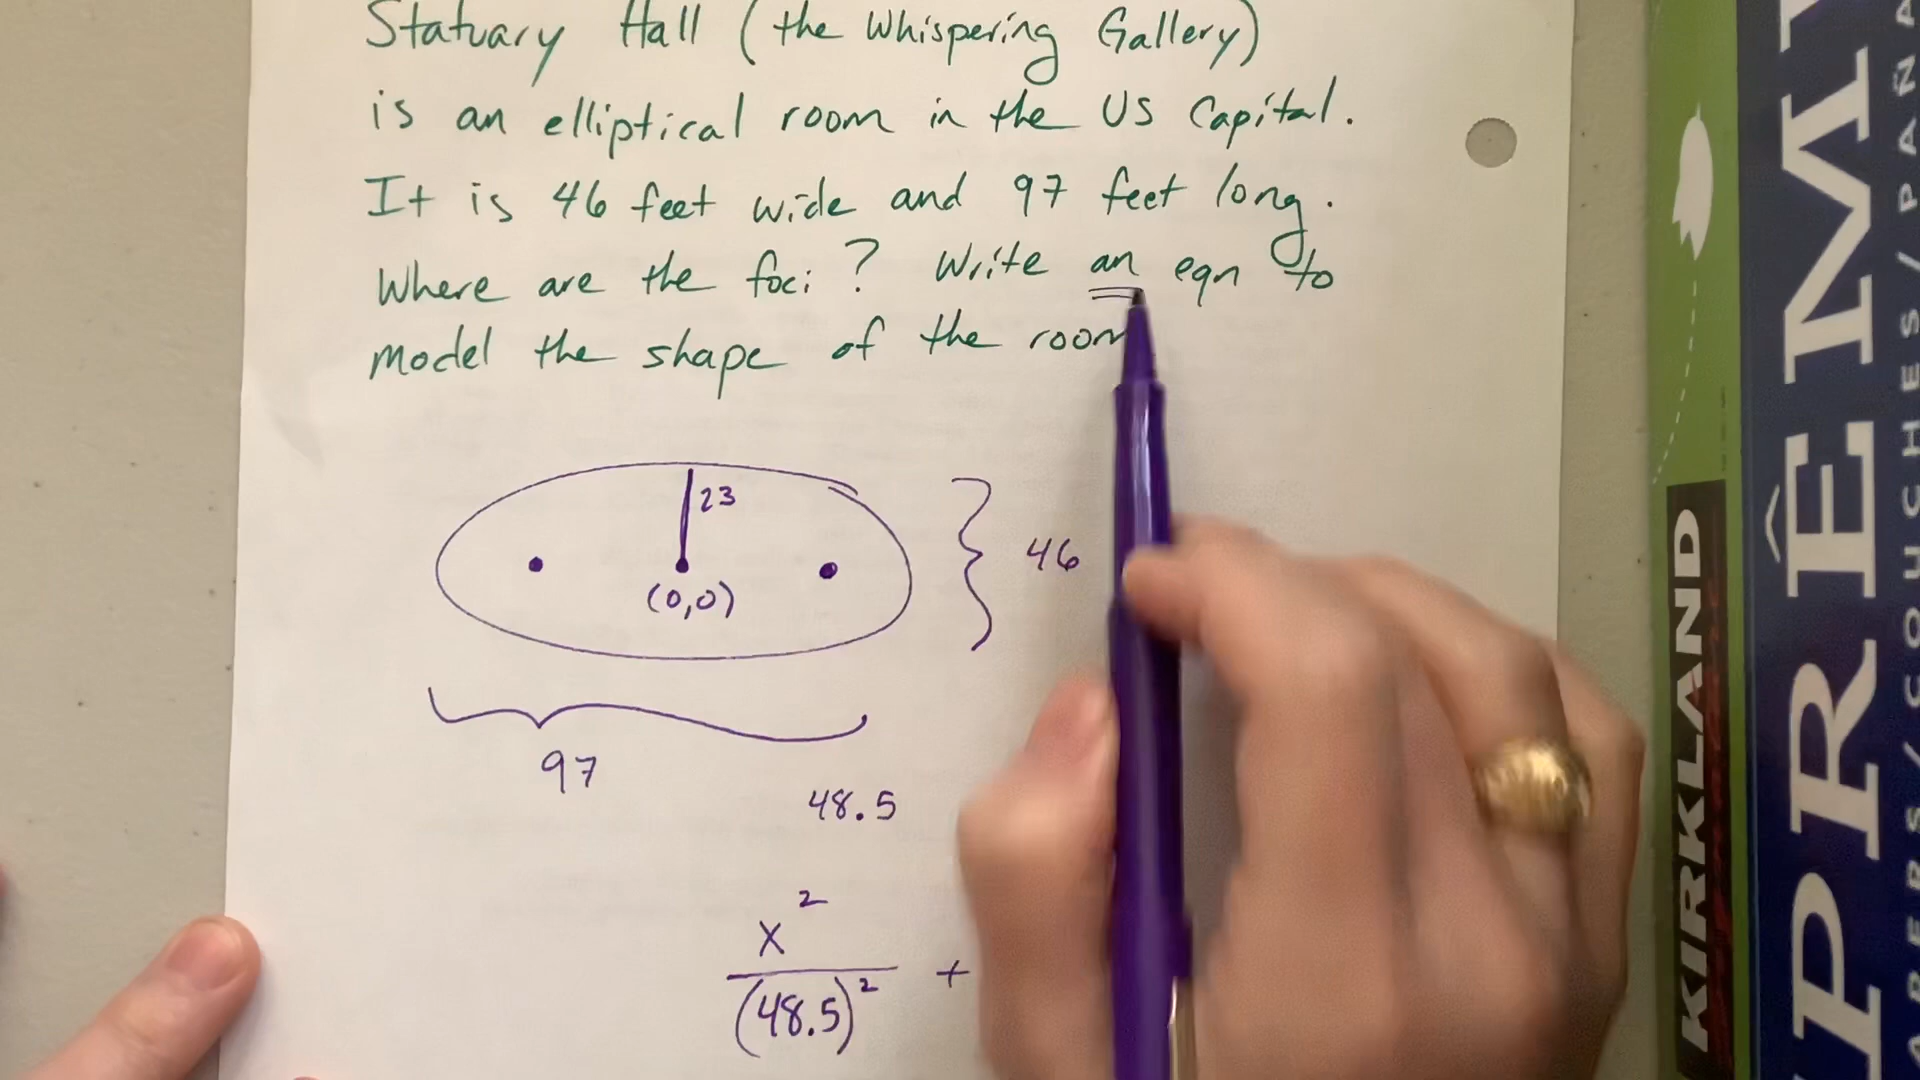 Statuary Hall (the Whispering Gallery)
is an elliptical room in the US Capital.
It is 46 feet wide and 97 feet long.
Where are the foci? Write an eqn to
model the shape of the room
23
(0,0)
46
97
48.5
x²
(48.5)²
+
KIRKLAND